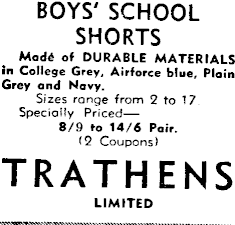 BOYS' SCHOOL
SHORTS
Made of DURABLE MATERIALS
in College Grey, Airforce blue, Plain
Grey and Navy.
Sizes range from 2 to 17
Specially Priced—
8/9 to 14/6 Pair.
(2 Coupons)
TRATHENS
LIMITED